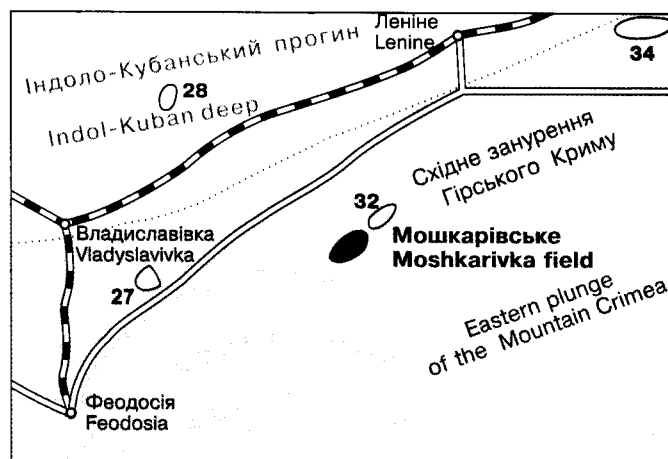 Леніне
Lenine
34
Індоло-Кубанський прогин
28
Indol-Kuban deep
Східне занурення
Гірського Криму
32
Владиславівка
Vladyslavivka
Мошкарівське
Moshkarivka field
27
Eastern plunge
of the Mountain Crimea
Феодосія
Feodosia